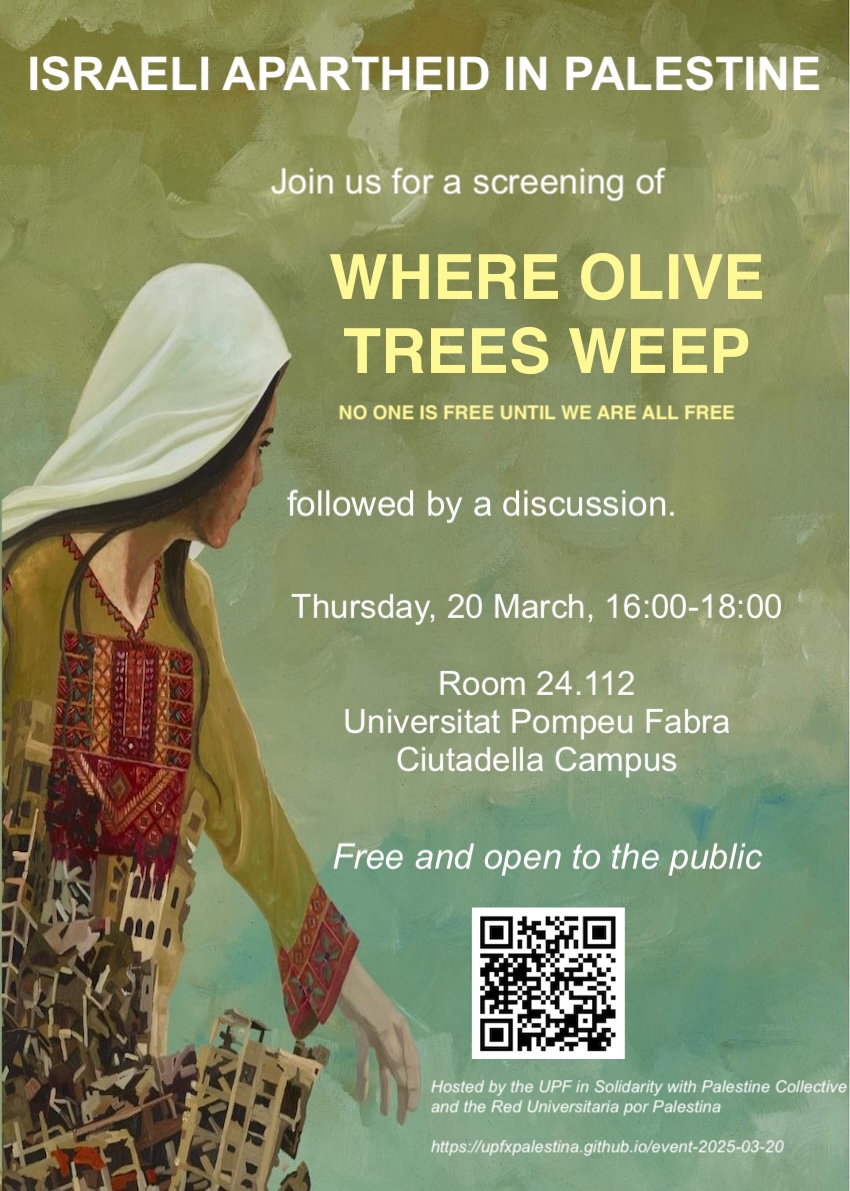 ISRAELI APARTHEID IN PALESTINE
Join us for a screening of
WHERE OLIVE
TREES WEEP
NO ONE IS FREE UNTIL WE ARE ALL FREE
followed by a discussion.
Thursday, 20 March, 16:00-18:00
Room 24.112
Universitat Pompeu Fabra
Ciutadella Campus
Free and open to the public
Hosted by the UPF in Solidarity with Palestine Collective
and the Red Universitaria por Palestina
https://upfxpalestina.github.io/event-2025-03-20